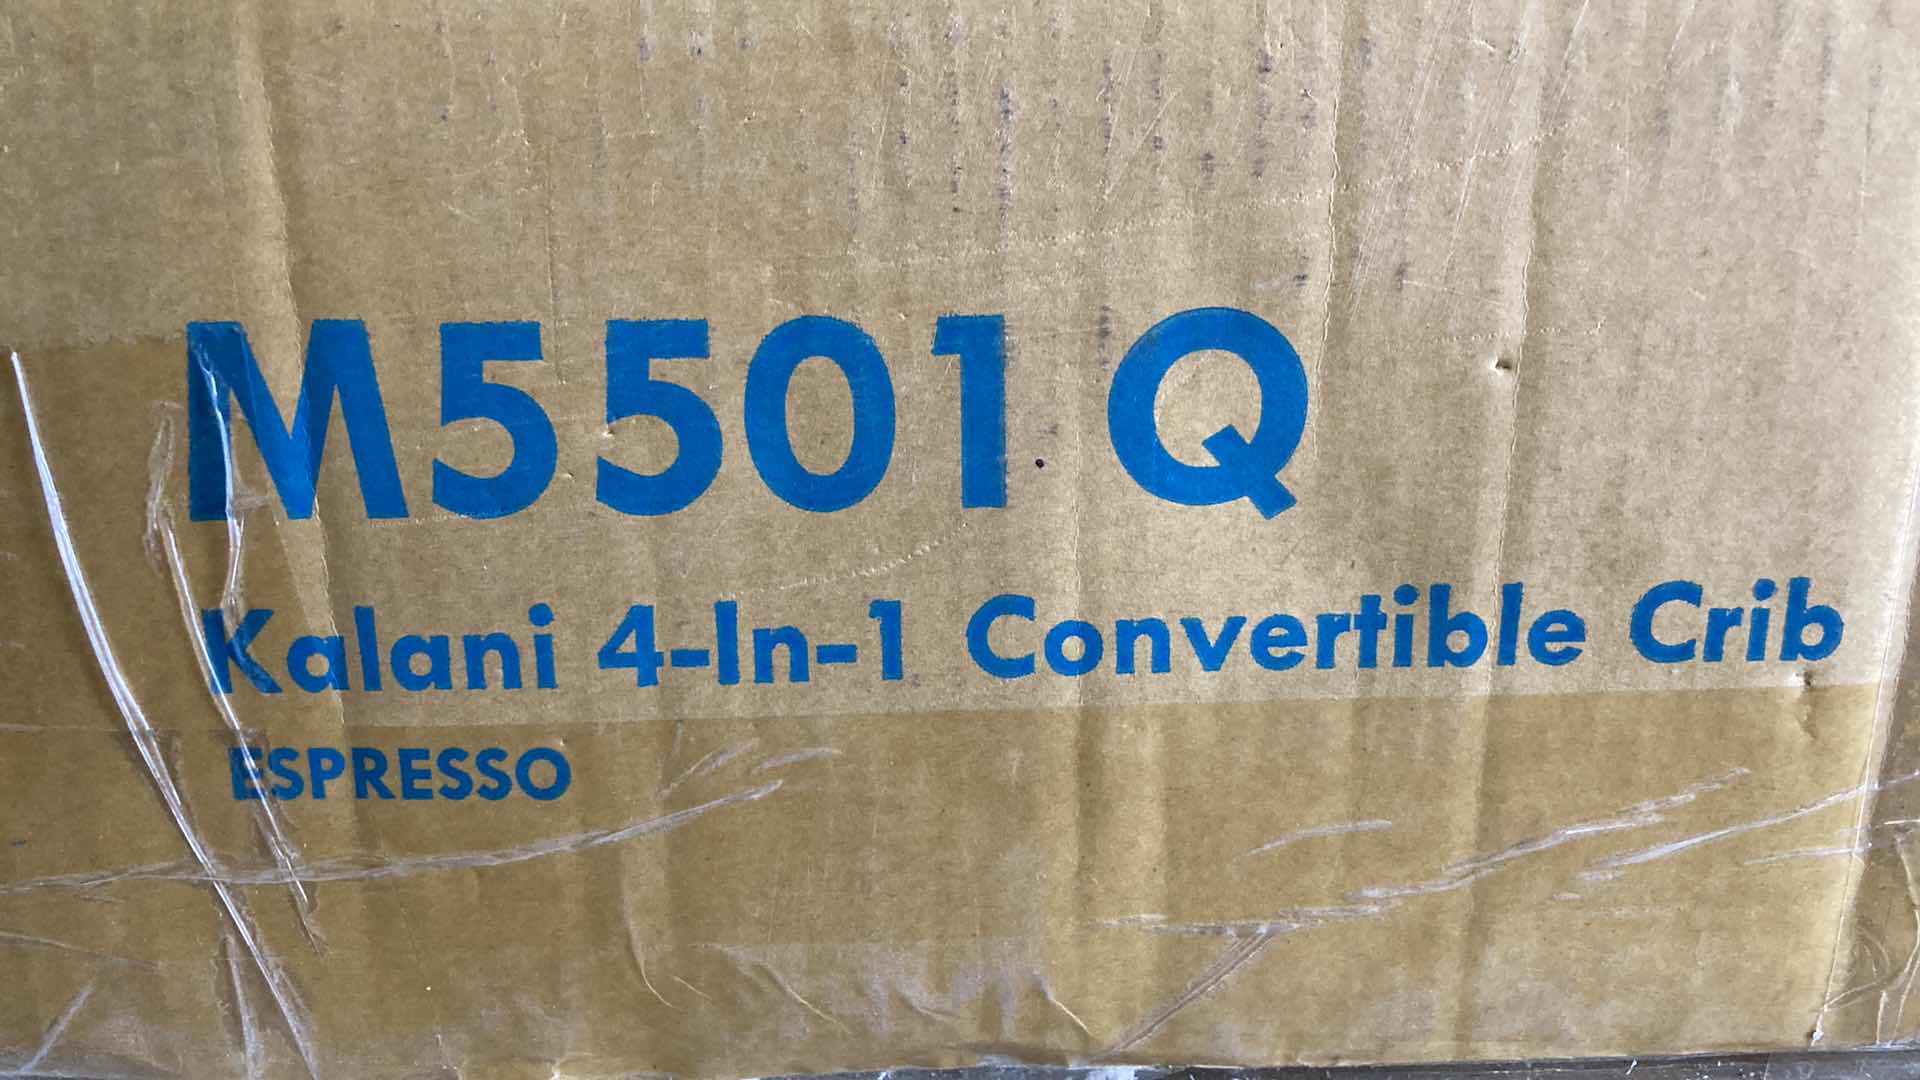 M5501 Q
Kalani 4-In-1 Convertible Crib
ESPRESSO